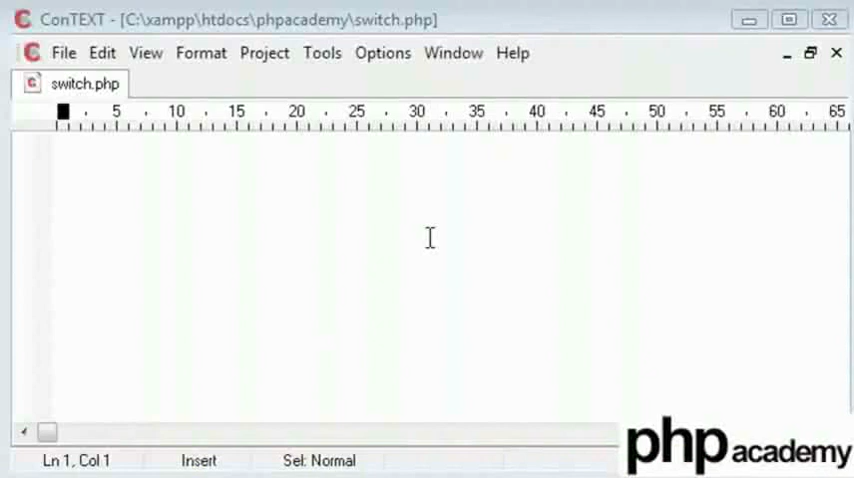 ConTEXT - [C:\xampp\htdocs\phpacademy\switch.php]
File Edit View Format Project Tools Options Window Help
switch.php
5 10 15 20 25 30 35 40 45 50 55 60 65
Ln 1, Col 1 Insert Sel: Normal
php academy